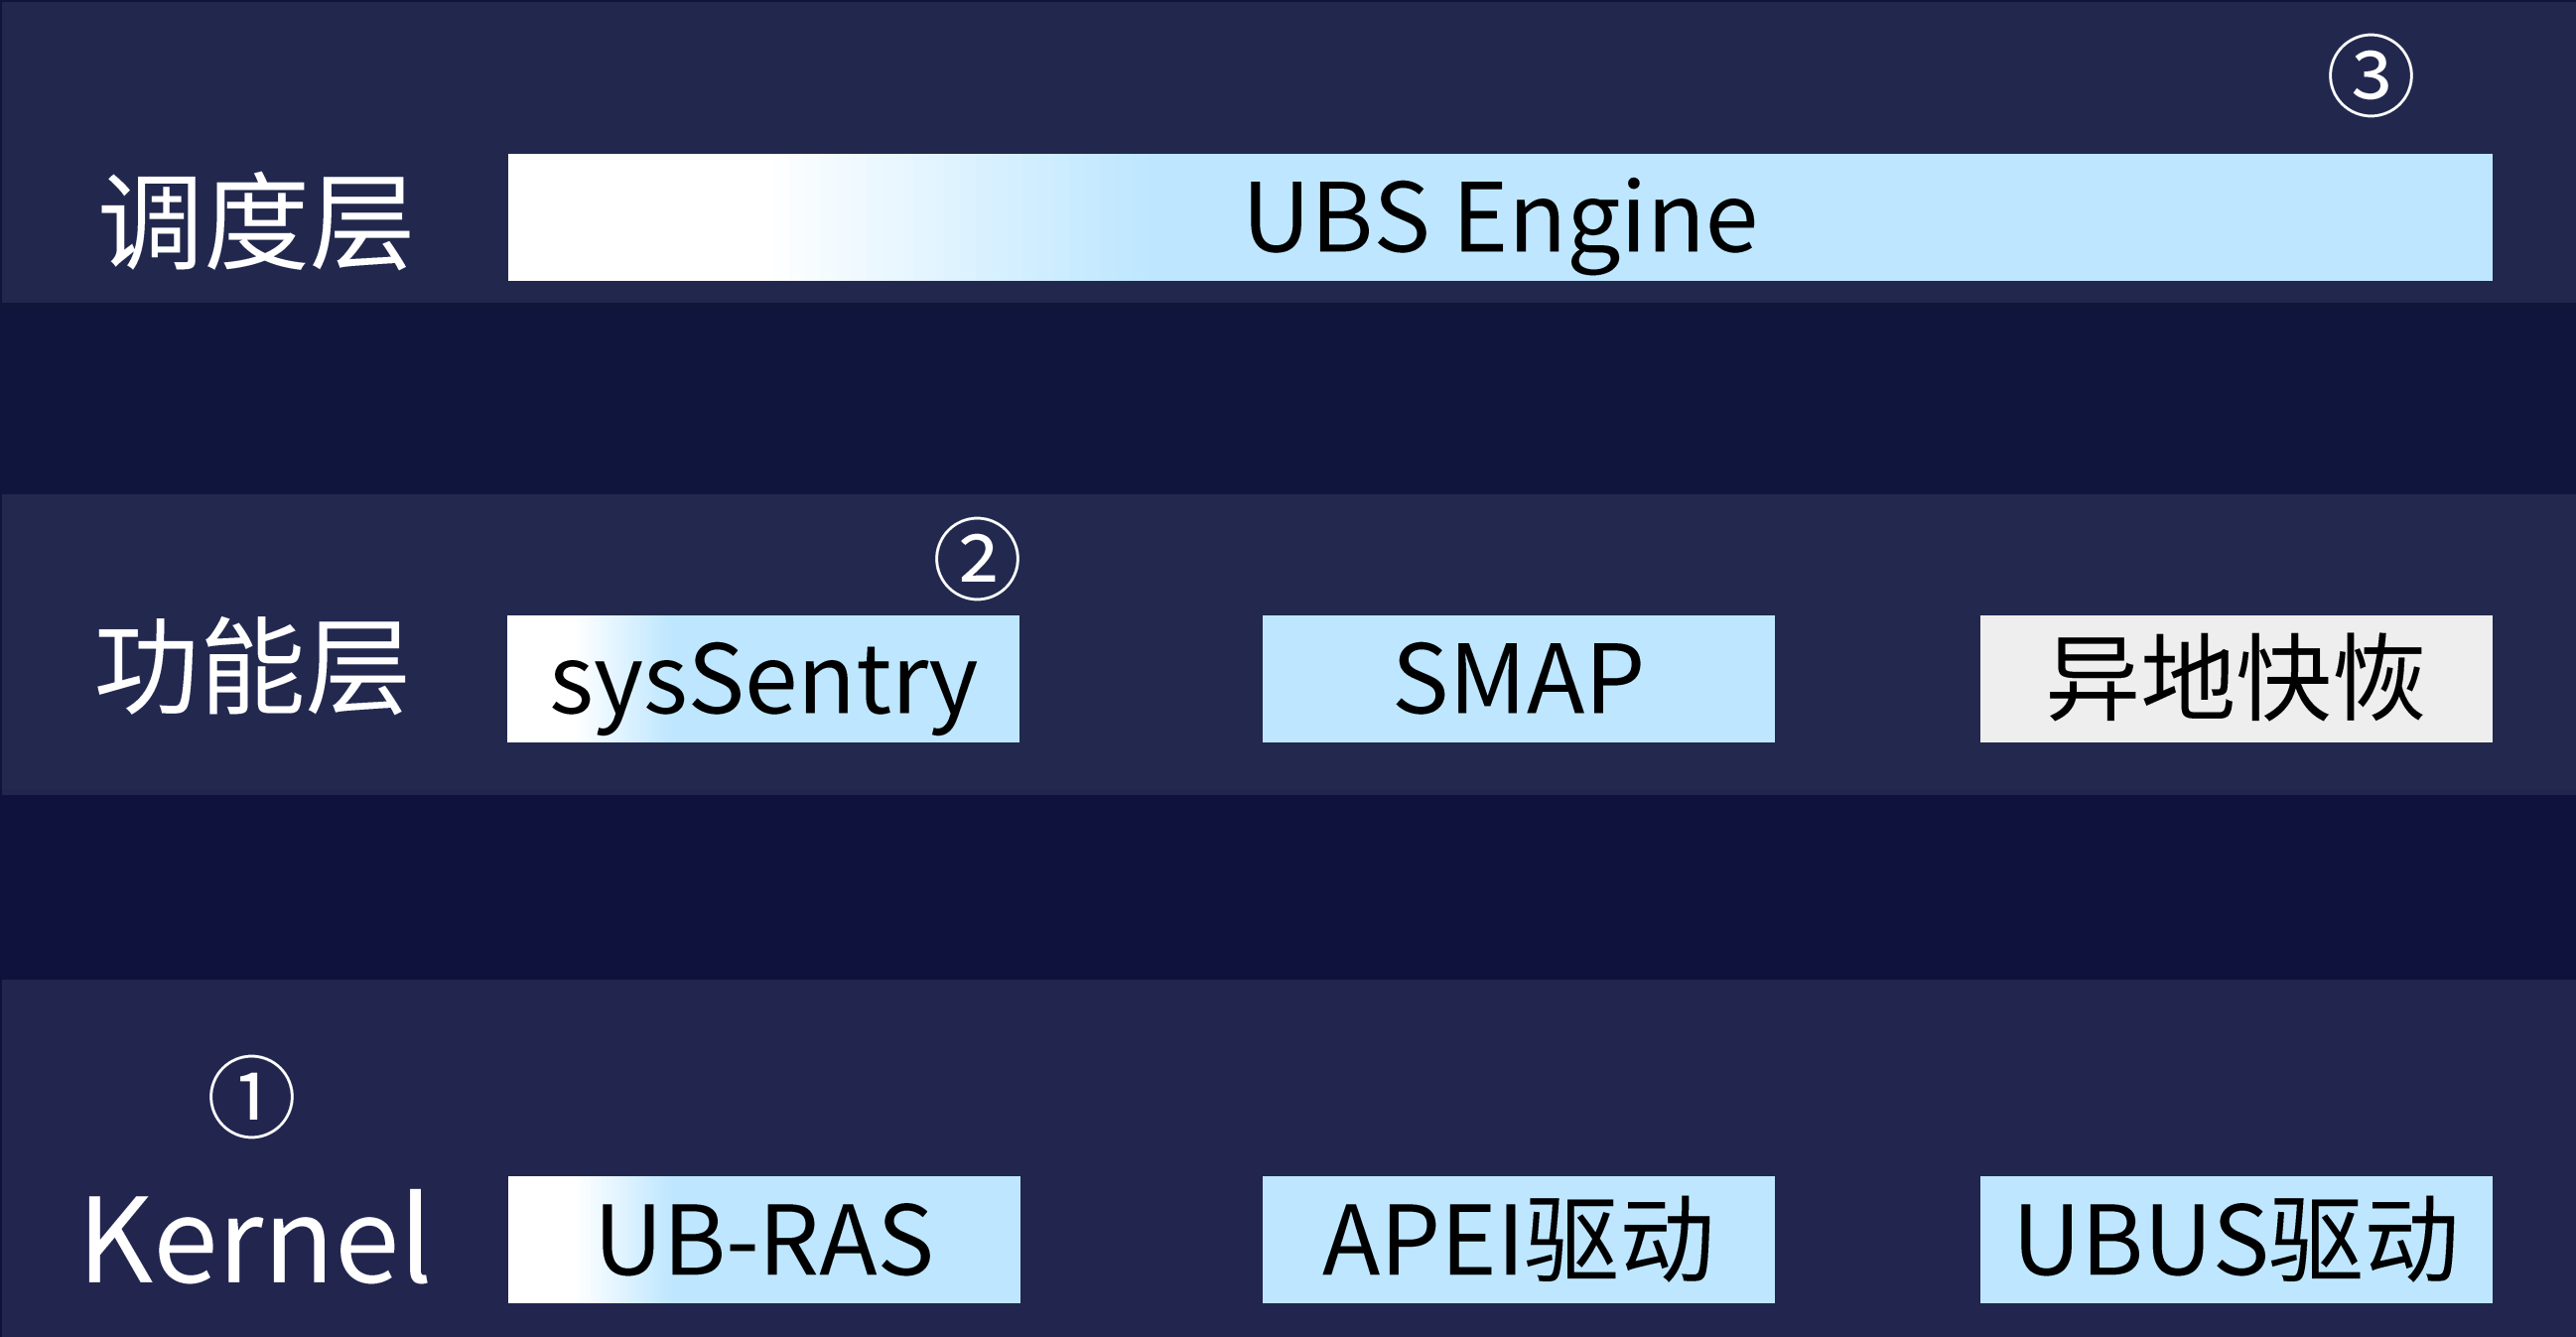 ③
调度层 UBS Engine
②
功能层 sysSentry SMAP 异地快恢
①
Kernel UB-RAS APEI驱动 UBUS驱动